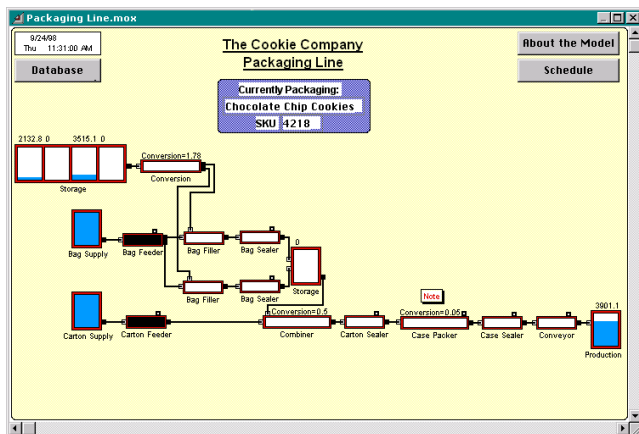 Packaging Line.mox
9/24/98
Thu 11:31:00 AM
Database
The Cookie Company
Packaging Line
About the Model
Schedule
Currently Packaging:
Chocolate Chip Cookies
SKU 4218
2132.8 0 3515.1 0
Storage
Conversion=1.78
Conversion
Bag Supply
Bag Feeder
Bag Filler
Bag Sealer
0
Storage
Bag Filler
Bag Sealer
Carton Supply
Carton Feeder
Conversion=0.5
Combiner
Carton Sealer
Note
Conversion=0.05
Case Packer
Case Sealer
Conveyor
3901.1
Production